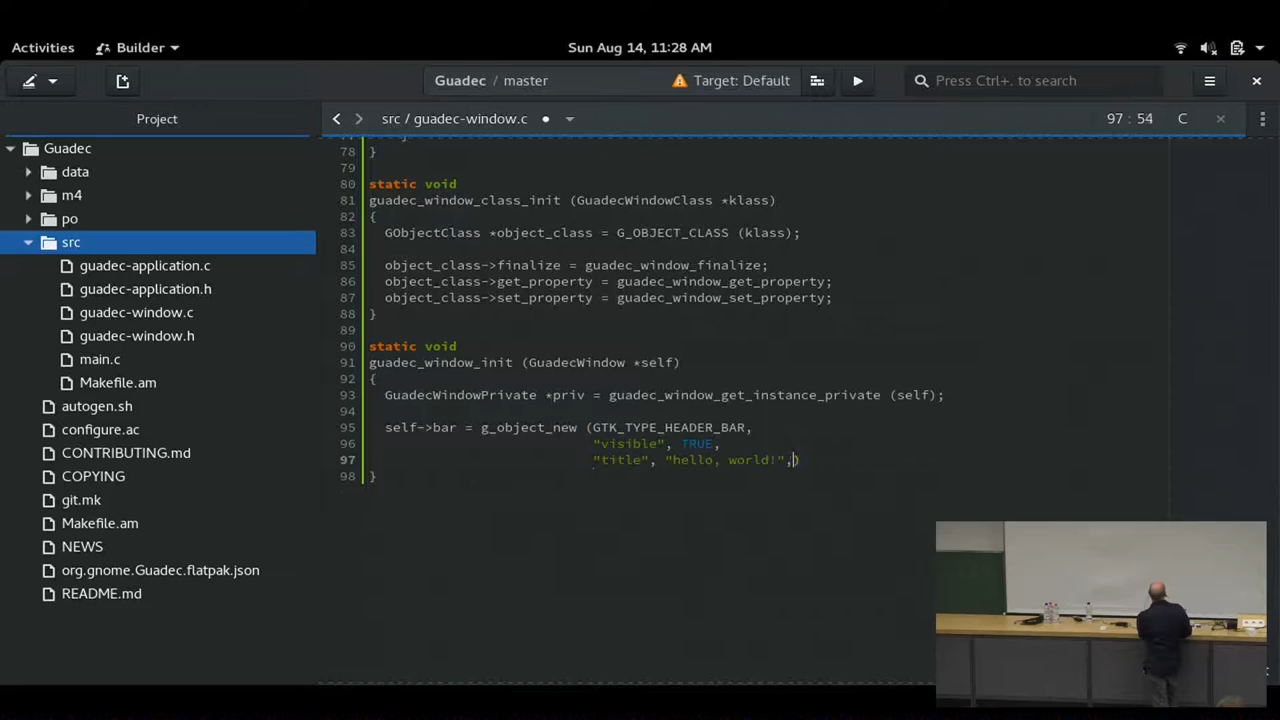 Activities
Builder
Sun Aug 14, 11:28 AM
Guadec / master
Target: Default
Press Ctrl+. to search
Project
src / guadec-window.c
97 : 54
C
Guadec
data
m4
po
src
guadec-application.c
guadec-application.h
guadec-window.c
guadec-window.h
main.c
Makefile.am
autogen.sh
configure.ac
CONTRIBUTING.md
COPYING
git.mk
Makefile.am
NEWS
org.gnome.Guadec.flatpak.json
README.md
78 }
79
80 static void
81 guadec_window_class_init (GuadecWindowClass *klass)
82 {
83 GObjectClass *object_class = G_OBJECT_CLASS (klass);
84
85 object_class->finalize = guadec_window_finalize;
86 object_class->get_property = guadec_window_get_property;
87 object_class->set_property = guadec_window_set_property;
88 }
89
90 static void
91 guadec_window_init (GuadecWindow *self)
92 {
93 GuadecWindowPrivate *priv = guadec_window_get_instance_private (self);
94
95 self->bar = g_object_new (GTK_TYPE_HEADER_BAR,
96 "visible", TRUE,
97 "title", "hello, world!",)
98 }